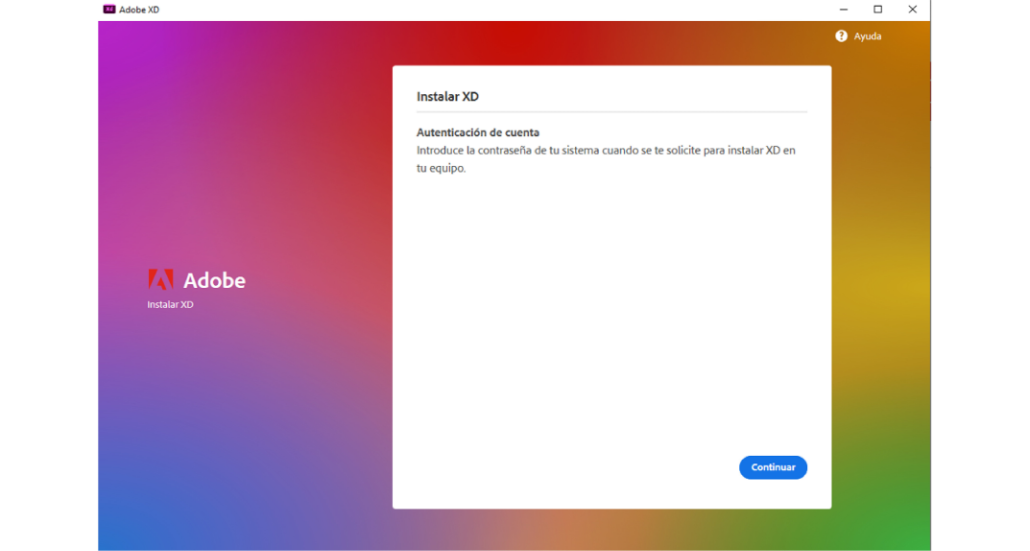 Adobe XD
Ayuda
Instalar XD
Autenticación de cuenta
Introduce la contraseña de tu sistema cuando se te solicite para instalar XD en
tu equipo.
Adobe
Instalar XD
Continuar